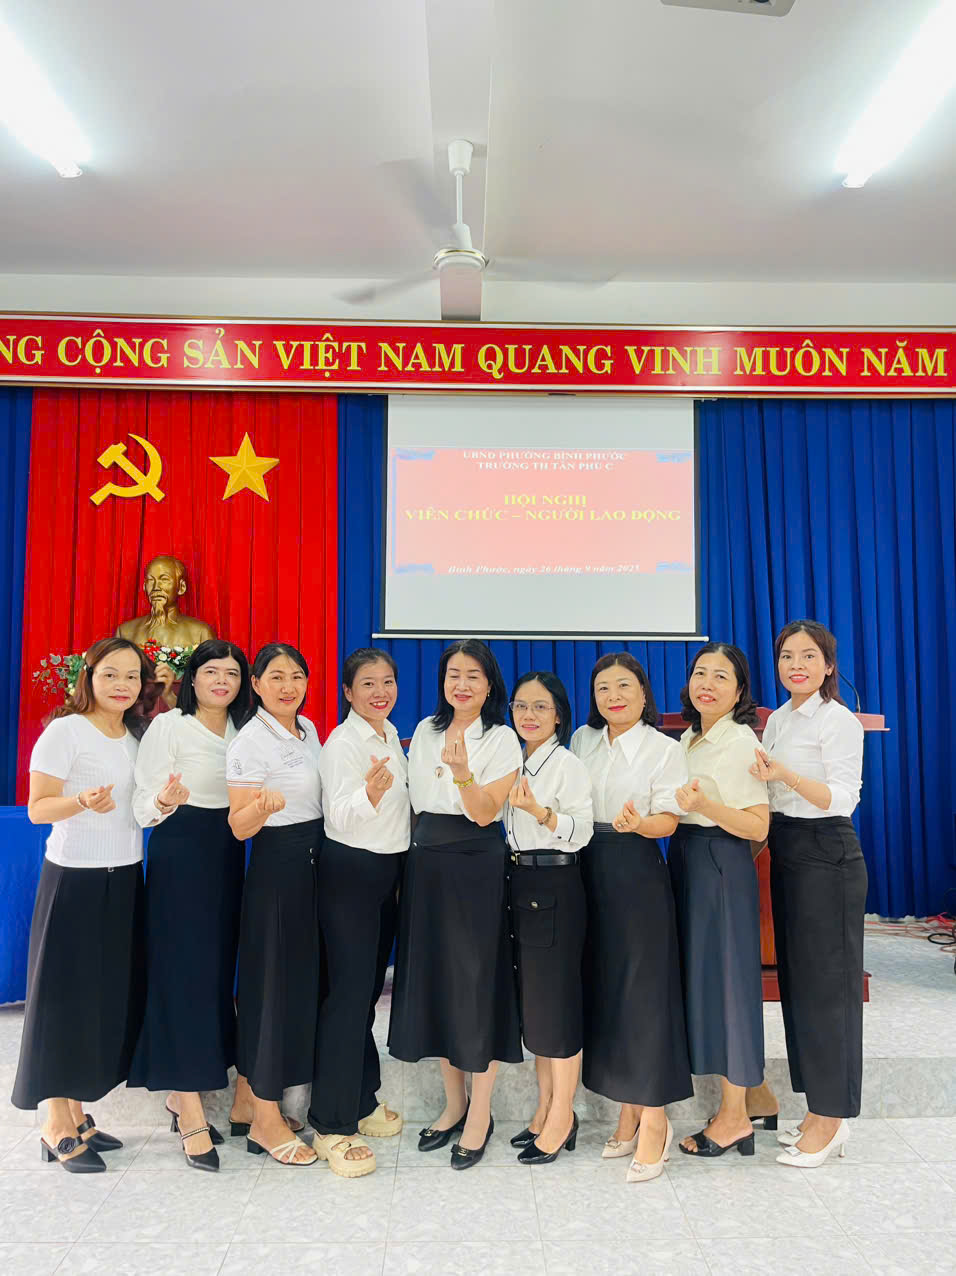 NG CỘNG SẢN VIỆT NAM QUANG VINH MUÔN NĂM
UBND PHƯỜNG BÌNH PHƯỚC
TRƯỜNG TH TÂN PHÚ C
HỘI NGHỊ
VIÊN CHỨC – NGƯỜI LAO ĐỘNG
Bình Phước, ngày 26 tháng 9 năm 2025